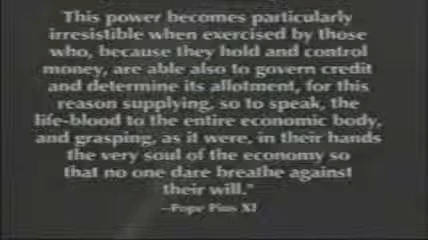 This power becomes particularly
irresistible when exercised by those
who, because they hold and control
money, are able also to govern credit
and determine its allotment, for this
reason supplying, so to speak, the
life-blood to the entire economic body,
and grasping, as it were, in their hands
the very soul of the economy so
that no one dare breathe against
their will."
--Pope Pius XI